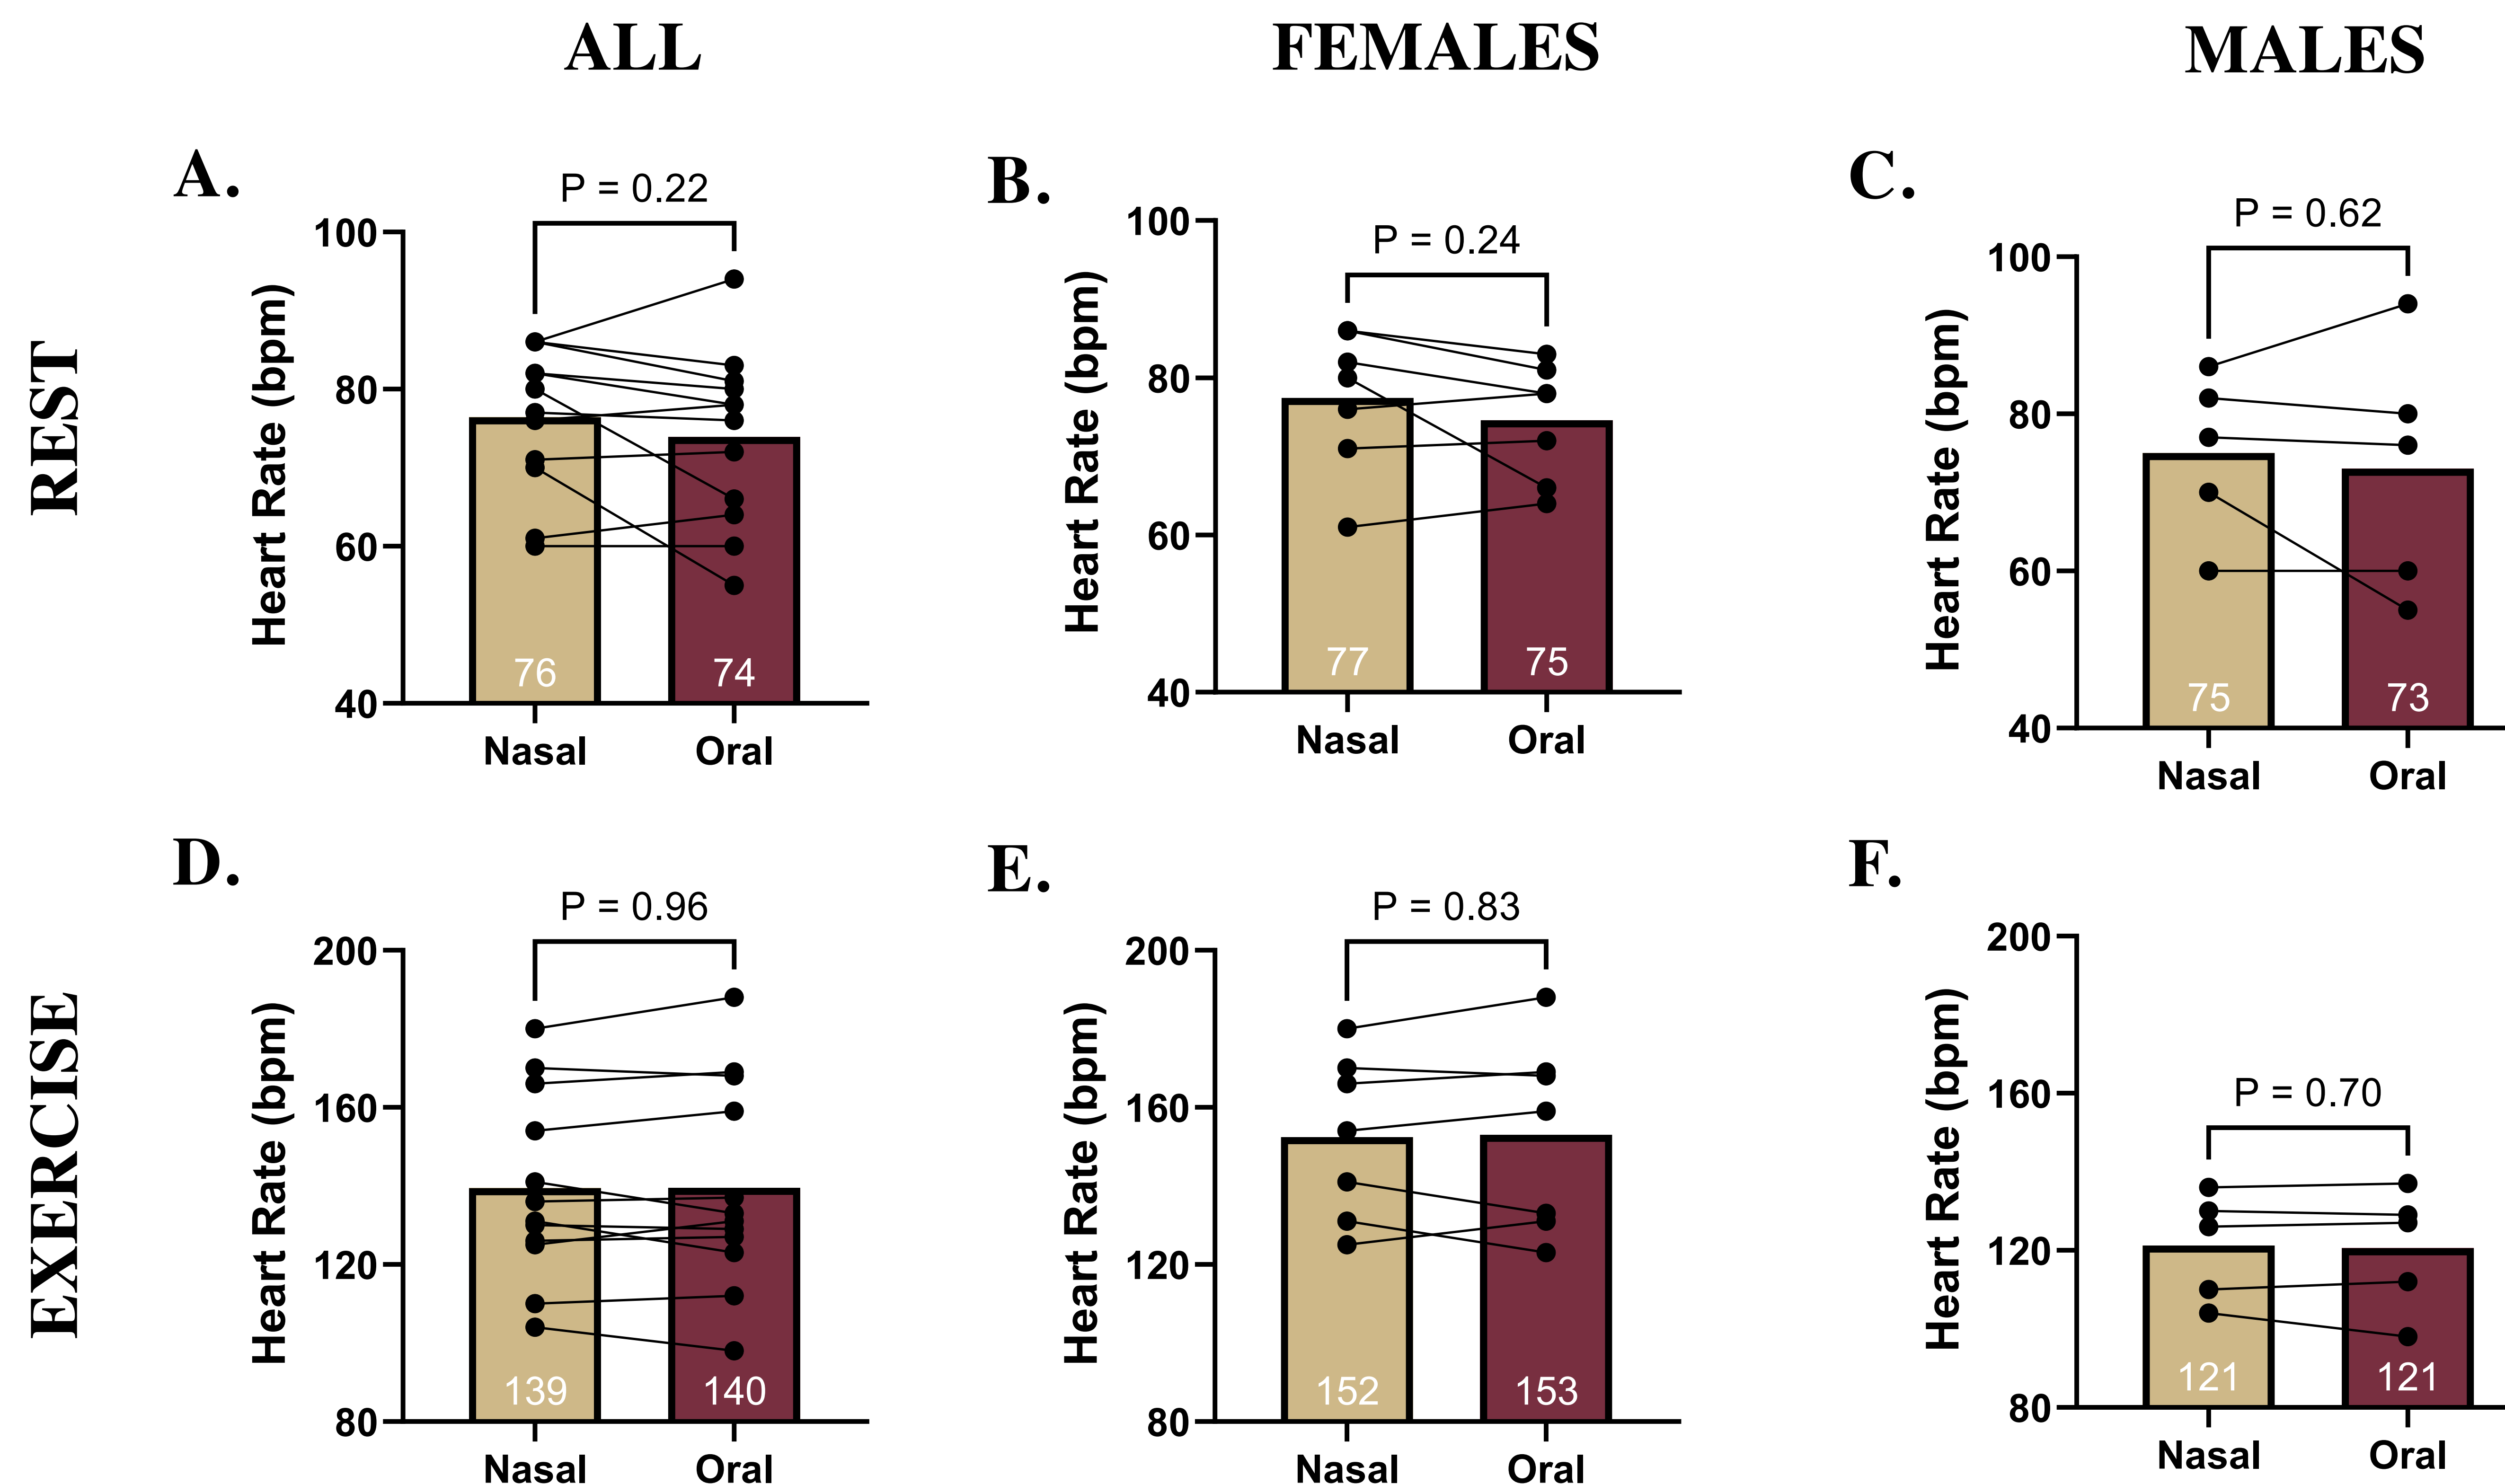 ALL
FEMALES
MALES
REST
A.
P = 0.22
Heart Rate (bpm)
100
80
60
40
76
74
Nasal
Oral
B.
P = 0.24
Heart Rate (bpm)
100
80
60
40
77
75
Nasal
Oral
C.
P = 0.62
Heart Rate (bpm)
100
80
60
40
75
73
Nasal
Oral
EXERCISE
D.
P = 0.96
Heart Rate (bpm)
200
160
120
80
139
140
Nasal
Oral
E.
P = 0.83
Heart Rate (bpm)
200
160
120
80
152
153
Nasal
Oral
F.
P = 0.70
Heart Rate (bpm)
200
160
120
80
121
121
Nasal
Oral